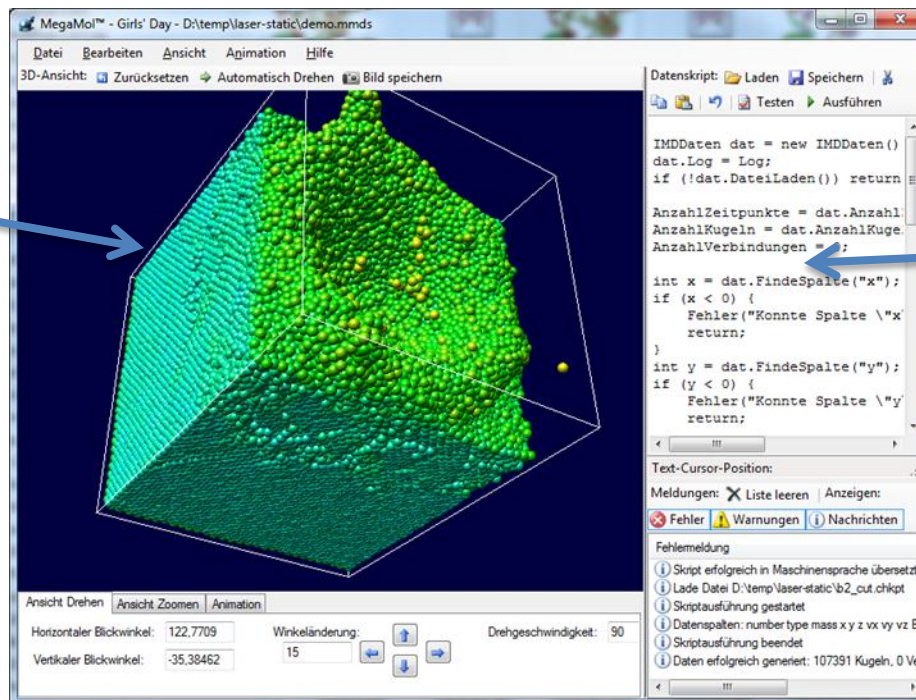 MegaMol™ - Girls' Day - D:\temp\laser-static\demo.mmds
Datei Bearbeiten Ansicht Animation Hilfe
3D-Ansicht: Zurücksetzen Automatisch Drehen Bild speichern
Datenskript: Laden Speichern
Testen Ausführen
IMDDaten dat = new IMDDaten()
dat.Log = Log;
if (!dat.DateiLaden()) return
AnzahlZeitpunkte = dat.Anzahl
AnzahlKugeln = dat.AnzahlKuge
AnzahlVerbindungen =
int x = dat.FindeSpalte("x");
if (x < 0) {
Fehler("Konnte Spalte \"x
return;
}
int y = dat.FindeSpalte("y");
if (y < 0) {
Fehler("Konnte Spalte \"y
return;
Text-Cursor-Position:
Meldungen: Liste leeren Anzeigen:
Fehler Warnungen Nachrichten
Fehlermeldung
Skript erfolgreich in Maschinensprache übersetzt
Lade Datei D:\temp\laser-static\b2_cut.chkpt
Skriptausführung gestartet
Datenspalten: number type mass x y z vx vy vz E
Skriptausführung beendet
Daten erfolgreich generiert: 107391 Kugeln, 0 Ve
Ansicht Drehen Ansicht Zoomen Animation
Horizontaler Blickwinkel: 122,7709 Winkeländerung: Drehgeschwindigkeit: 90
15
Vertikaler Blickwinkel: -35,38462